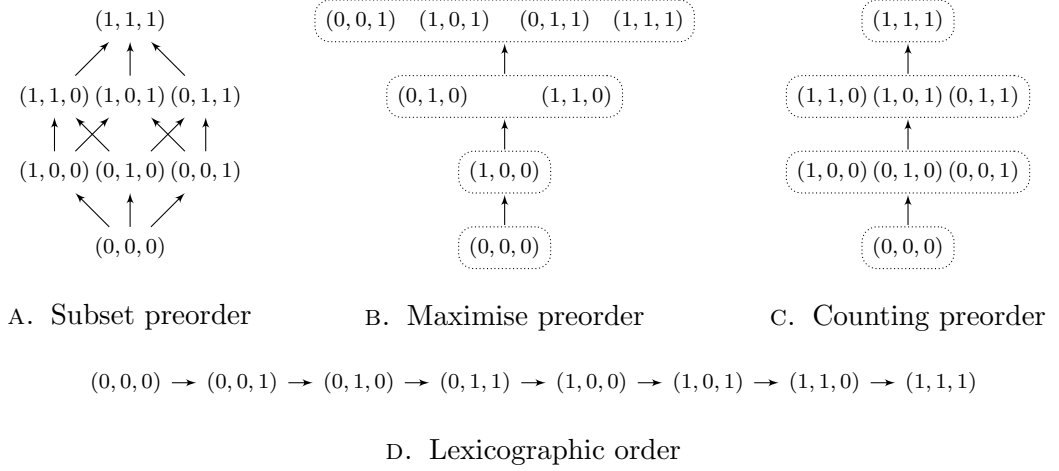 (1, 1, 1)
(1, 1, 0) (1, 0, 1) (0, 1, 1)
(1, 0, 0) (0, 1, 0) (0, 0, 1)
(0, 0, 0)
A. Subset preorder
(0, 0, 1) (1, 0, 1) (0, 1, 1) (1, 1, 1)
(0, 1, 0) (1, 1, 0)
(1, 0, 0)
(0, 0, 0)
B. Maximise preorder
(1, 1, 1)
(1, 1, 0) (1, 0, 1) (0, 1, 1)
(1, 0, 0) (0, 1, 0) (0, 0, 1)
(0, 0, 0)
C. Counting preorder
(0, 0, 0) → (0, 0, 1) → (0, 1, 0) → (0, 1, 1) → (1, 0, 0) → (1, 0, 1) → (1, 1, 0) → (1, 1, 1)
D. Lexicographic order